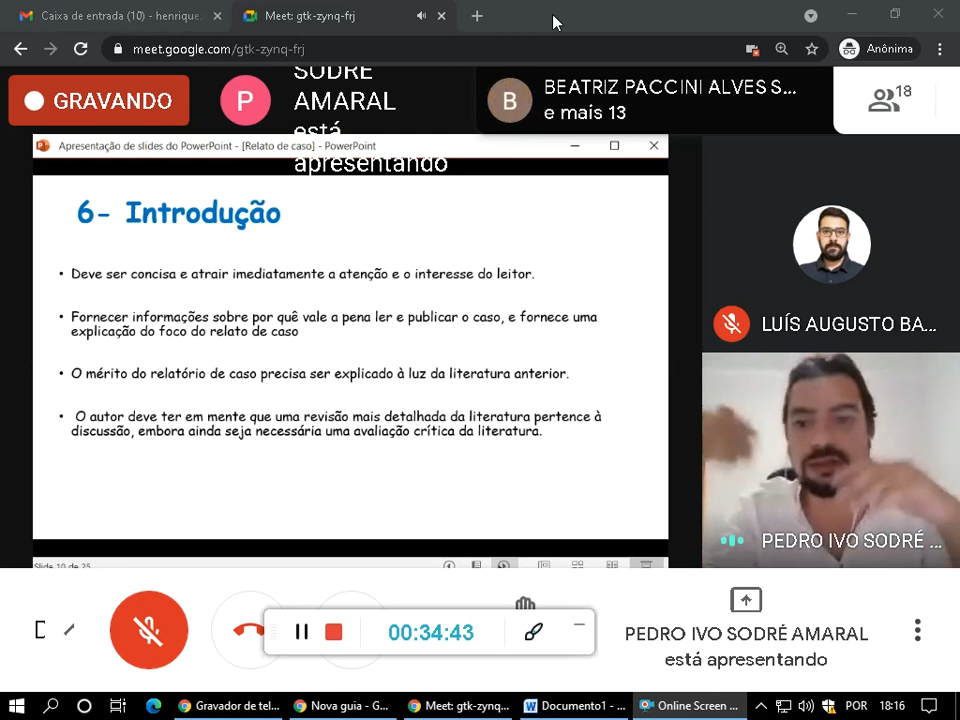 Caixa de entrada (10) - henrique
Meet: gtk-zynq-frj
meet.google.com/gtk-zynq-frj
Anônima
GRAVANDO
P
SODRÉ
AMARAL
está
apresentando
B
BEATRIZ PACCINI ALVES S...
e mais 13
18
Apresentação de slides do PowerPoint - [Relato de caso] - PowerPoint
6- Introdução
• Deve ser concisa e atrair imediatamente a atenção e o interesse do leitor.
• Fornecer informações sobre por quê vale a pena ler e publicar o caso, e fornece uma
explicação do foco do relato de caso
• O mérito do relatório de caso precisa ser explicado à luz da literatura anterior.
• O autor deve ter em mente que uma revisão mais detalhada da literatura pertence à
discussão, embora ainda seja necessária uma avaliação crítica da literatura.
Slide 10 de 25
LUÍS AUGUSTO BA...
PEDRO IVO SODRÉ ...
00:34:43
PEDRO IVO SODRÉ AMARAL
está apresentando
Gravador de tel...
Nova guia - G...
Meet: gtk-zynq...
Documento1 - ...
Online Screen ...
POR
18:16